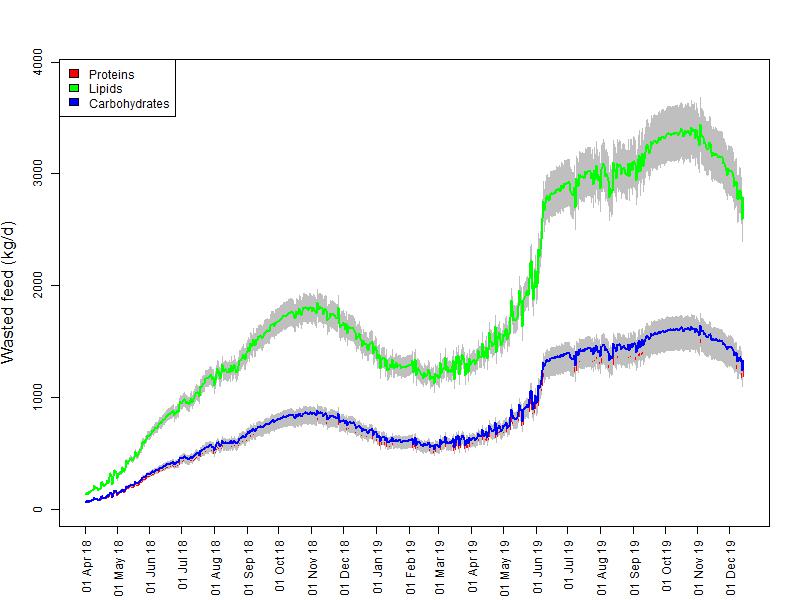 Proteins
Lipids
Carbohydrates
Wasted feed (kg/d)
4000
3000
2000
1000
0
01 Apr 18
01 May 18
01 Jun 18
01 Jul 18
01 Aug 18
01 Sep 18
01 Oct 18
01 Nov 18
01 Dec 18
01 Jan 19
01 Feb 19
01 Mar 19
01 Apr 19
01 May 19
01 Jun 19
01 Jul 19
01 Aug 19
01 Sep 19
01 Oct 19
01 Nov 19
01 Dec 19